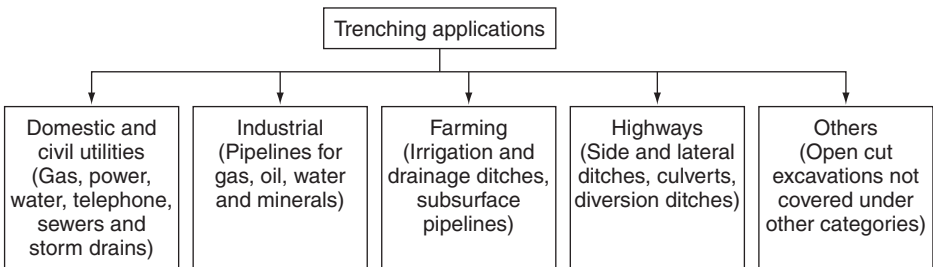 Trenching applications
Domestic and
civil utilities
(Gas, power,
water, telephone,
sewers and
storm drains)
Industrial
(Pipelines for
gas, oil, water
and minerals)
Farming
(Irrigation and
drainage ditches,
subsurface
pipelines)
Highways
(Side and lateral
ditches, culverts,
diversion ditches)
Others
(Open cut
excavations not
covered under
other categories)